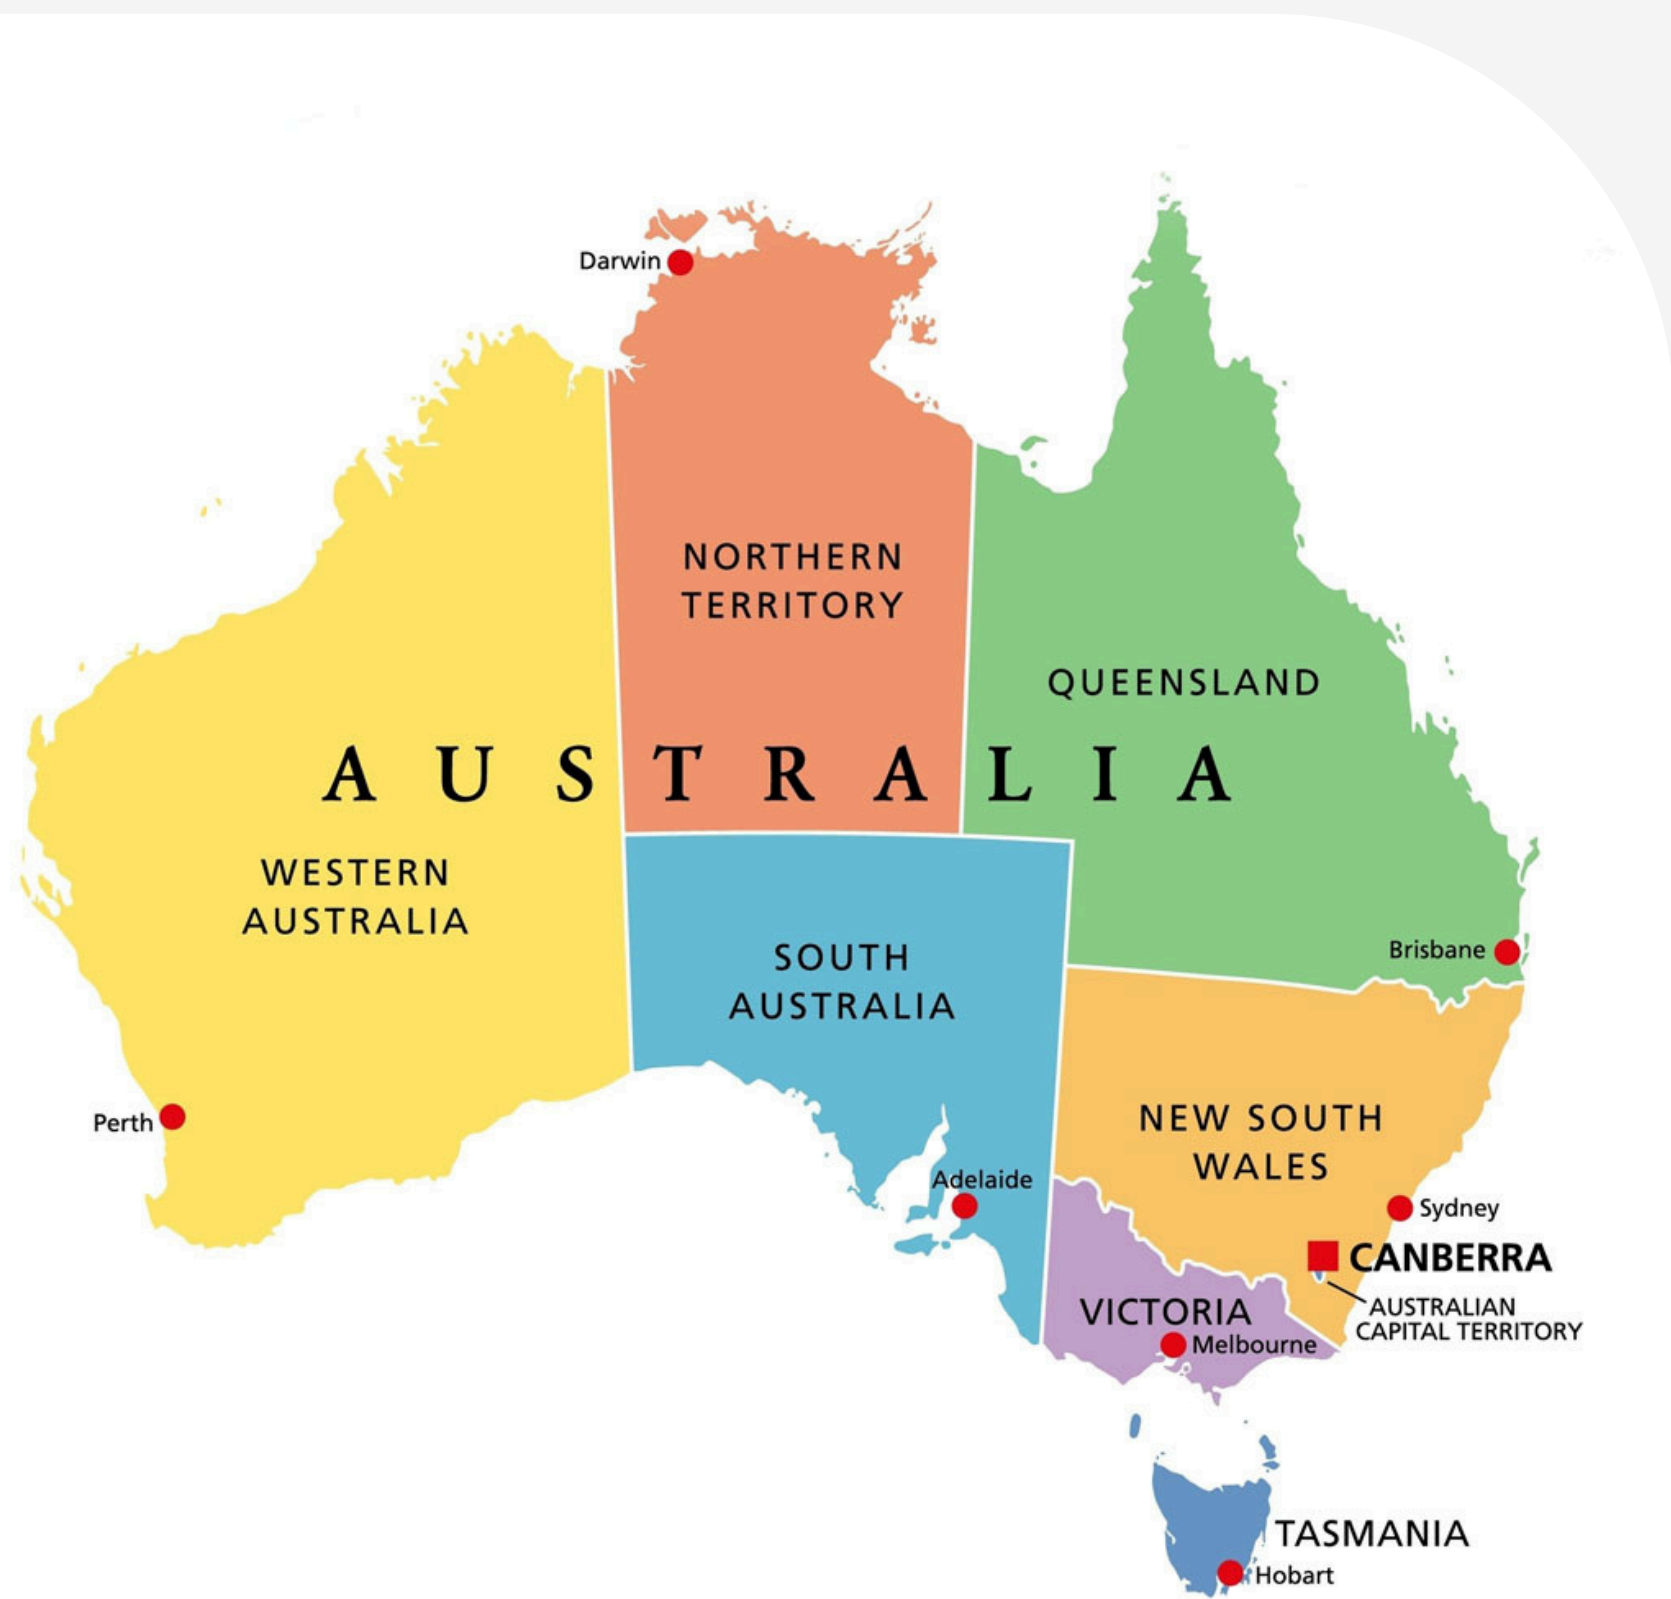 Darwin
NORTHERN
TERRITORY
QUEENSLAND
AUSTRALIA
WESTERN
AUSTRALIA
SOUTH
AUSTRALIA
Brisbane
Perth
NEW SOUTH
WALES
Adelaide
Sydney
CANBERRA
AUSTRALIAN
CAPITAL TERRITORY
VICTORIA
Melbourne
TASMANIA
Hobart